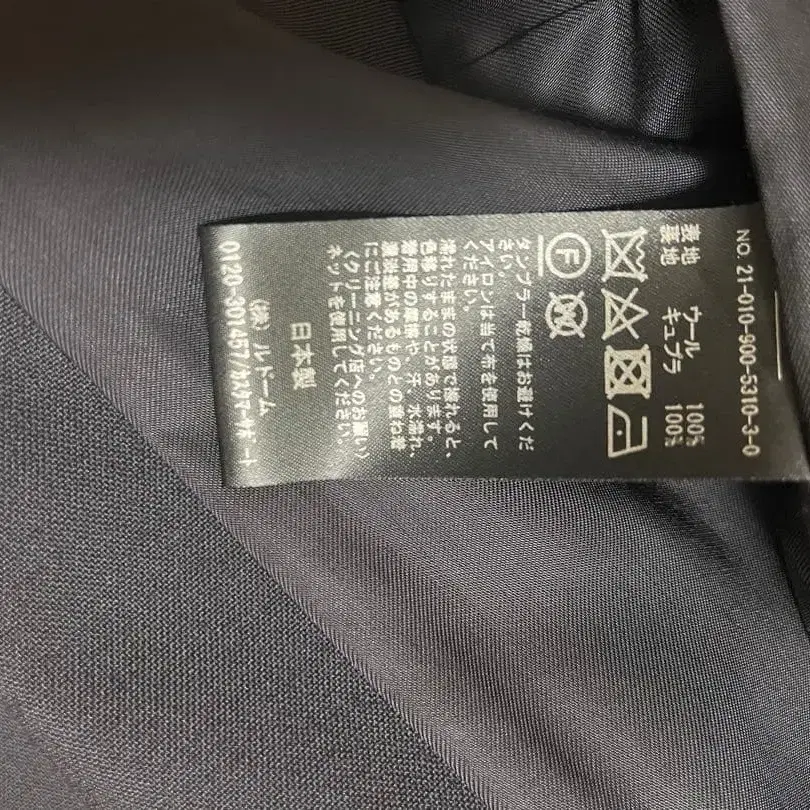 NO. 21-010-900-5310-3-0
表地 ウール 100%
裏地 キュプラ 100%
F
W
タンブラー乾燥はお避けくだ
さい。
アイロンは当て布を使用して
ください。
濡れたままの状態で擦れると、
色移りすることがあります。
着用中の摩擦や、汗、水濡れ、
濃淡差があるものとの重ね着
にご注意ください。
〈クリーニング店へのお願い〉
ネットを使用してください。
日本製
(株)ルドーム
0120-301457/カスタマーサポート